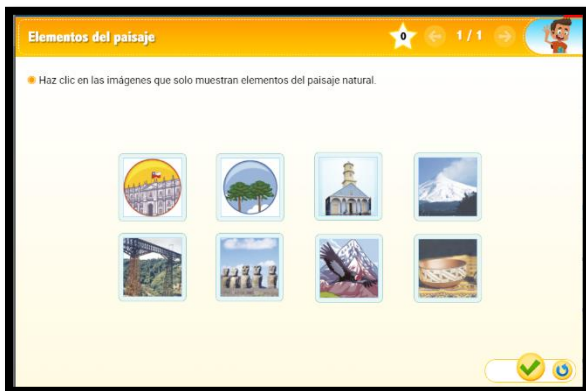 Elementos del paisaje
0
1 / 1
Haz clic en las imágenes que solo muestran elementos del paisaje natural.